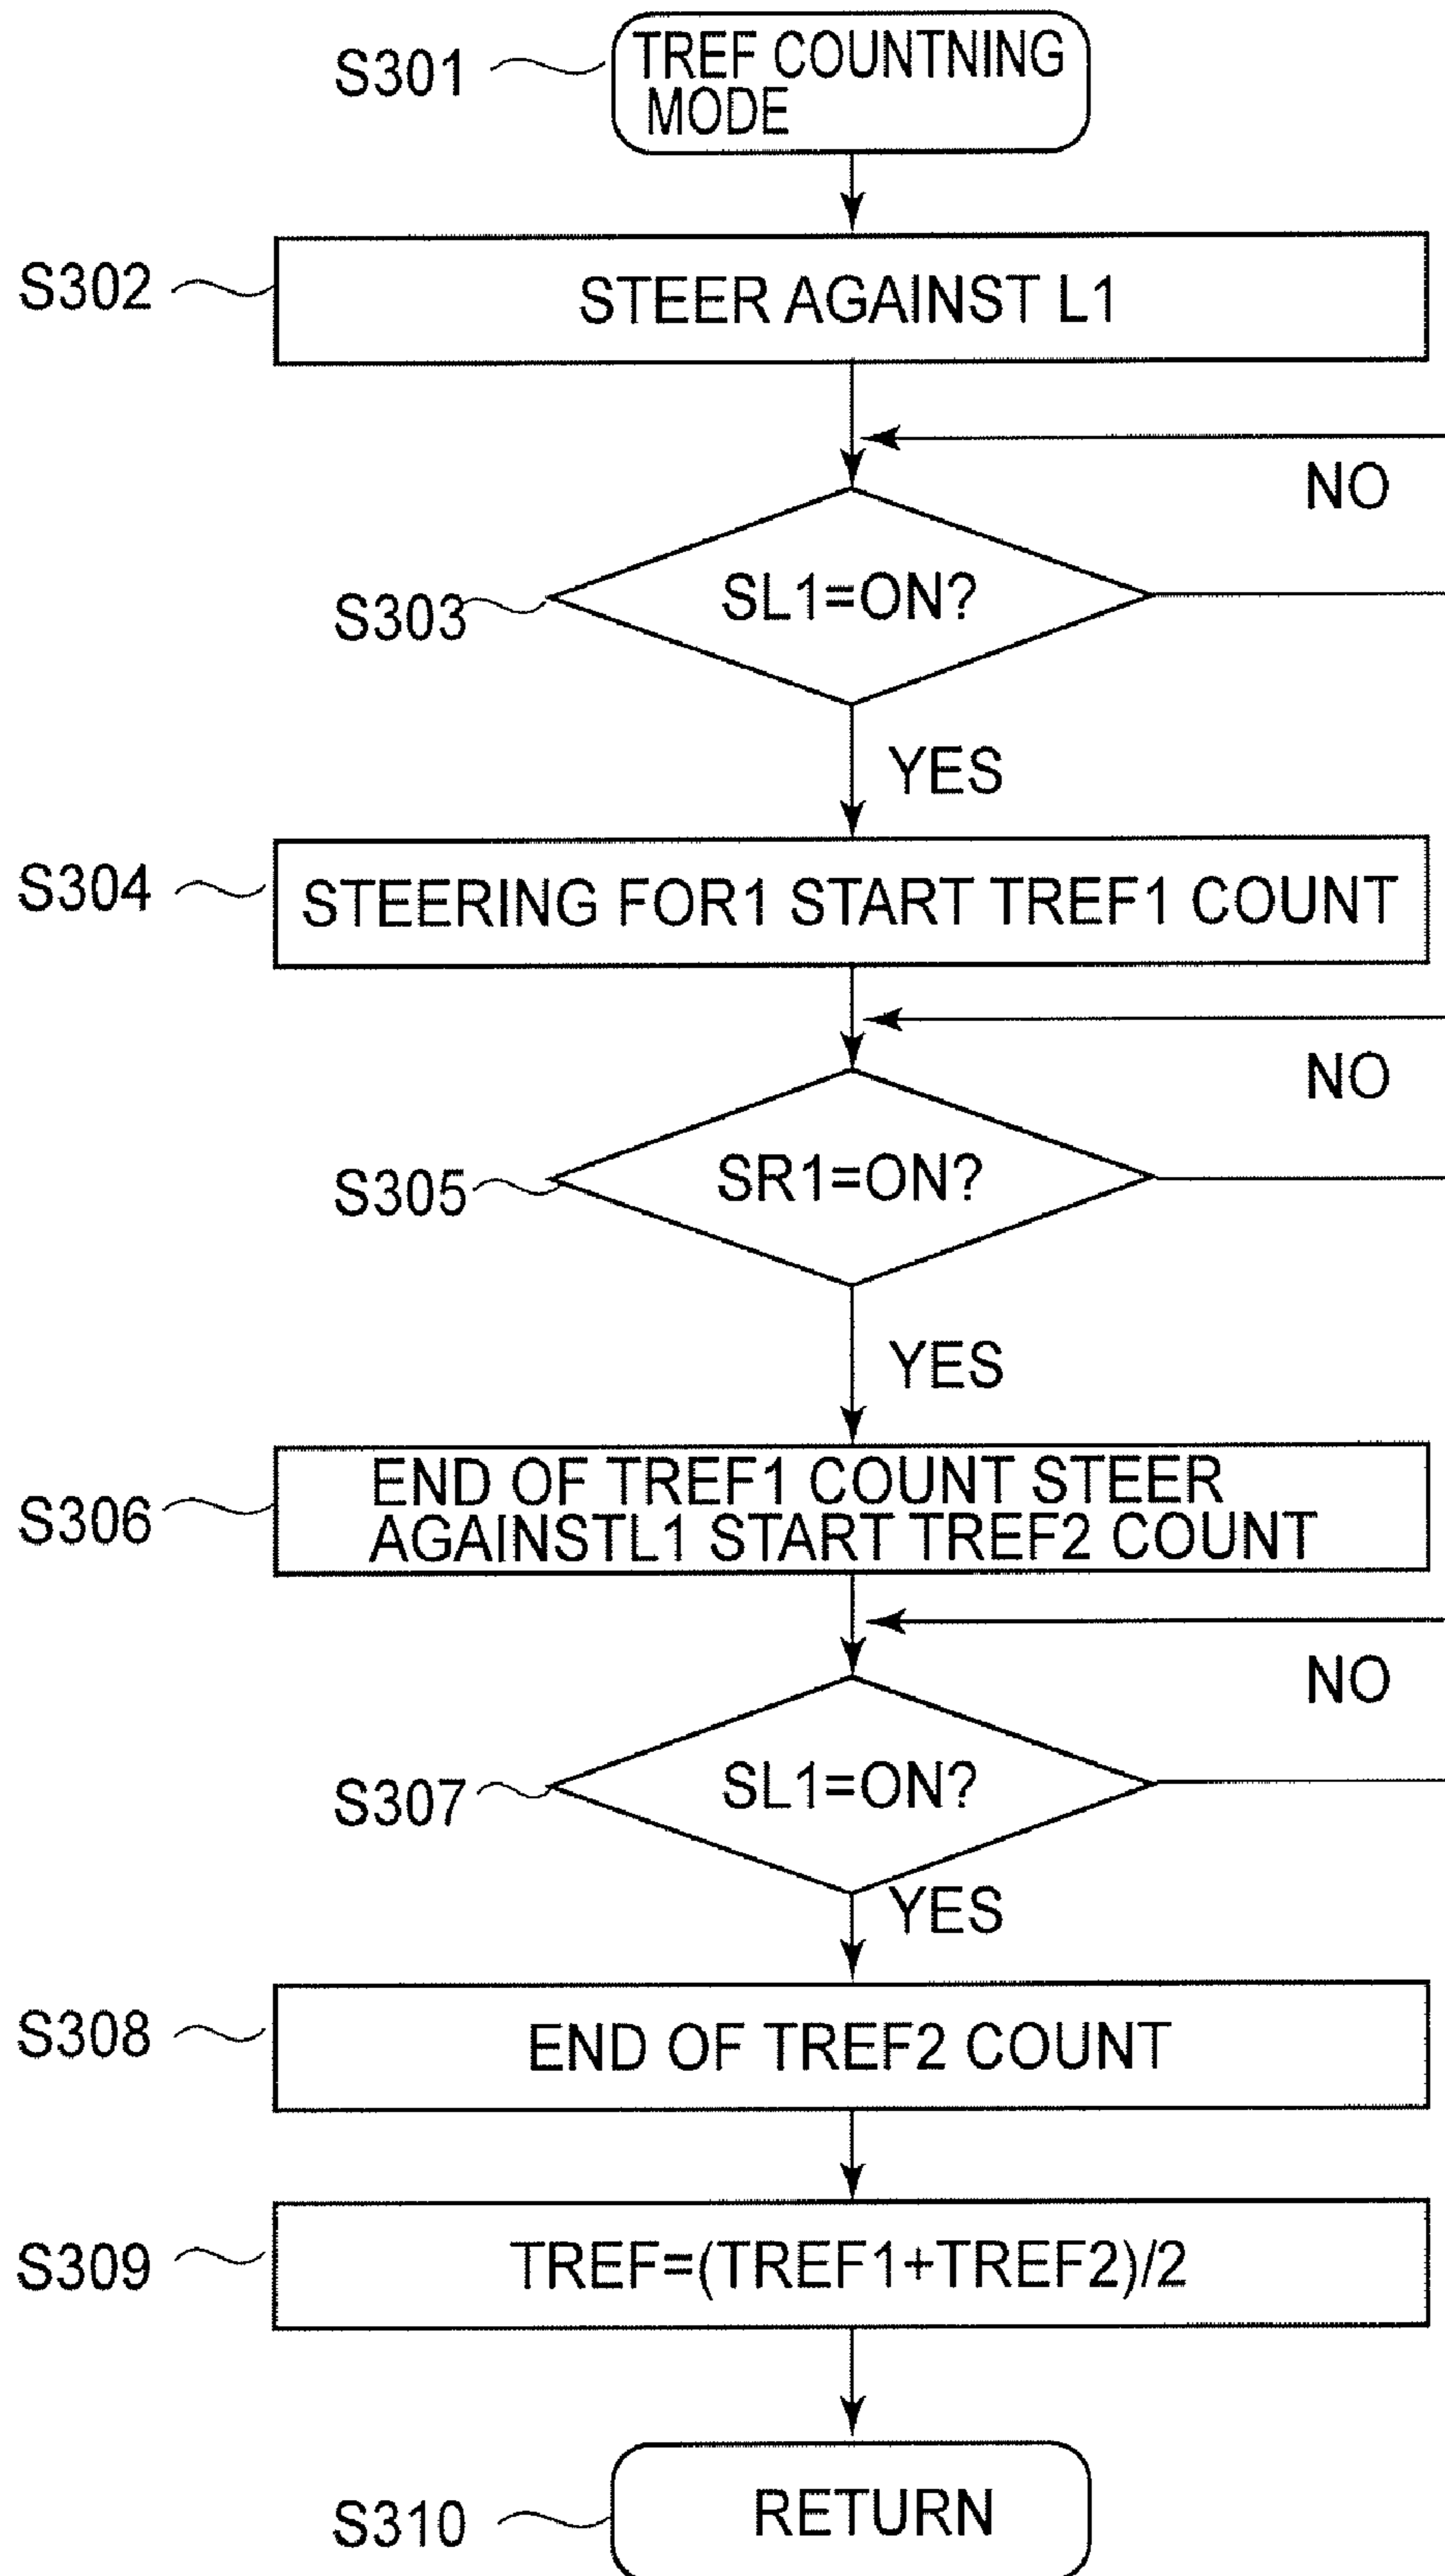 S301
TREF COUNTNING
MODE
S302
STEER AGAINST L1
NO
S303
SL1=ON?
YES
S304
STEERING FOR1 START TREF1 COUNT
NO
S305
SR1=ON?
YES
S306
END OF TREF1 COUNT STEER
AGAINSTL1 START TREF2 COUNT
NO
S307
SL1=ON?
YES
S308
END OF TREF2 COUNT
S309
TREF=(TREF1+TREF2)/2
S310
RETURN